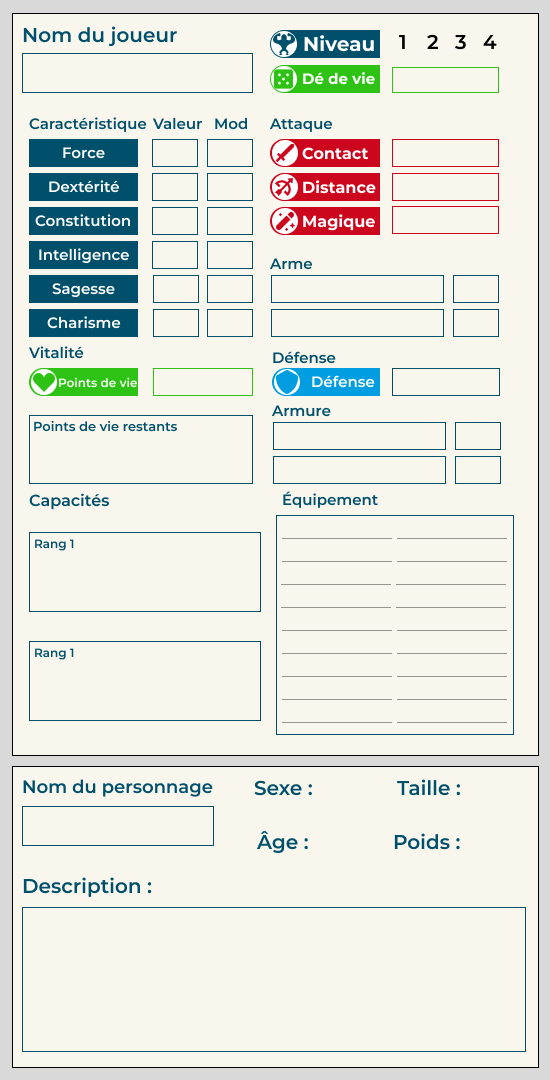 Nom du joueur
Niveau 1 2 3 4
Dé de vie
Caractéristique Valeur Mod
Force
Dextérité
Constitution
Intelligence
Sagesse
Charisme
Attaque
Contact
Distance
Magique
Arme
Vitalité
Points de vie
Points de vie restants
Défense
Défense
Armure
Capacités
Rang 1
Rang 1
Équipement
Nom du personnage
Sexe :
Taille :
Âge :
Poids :
Description :